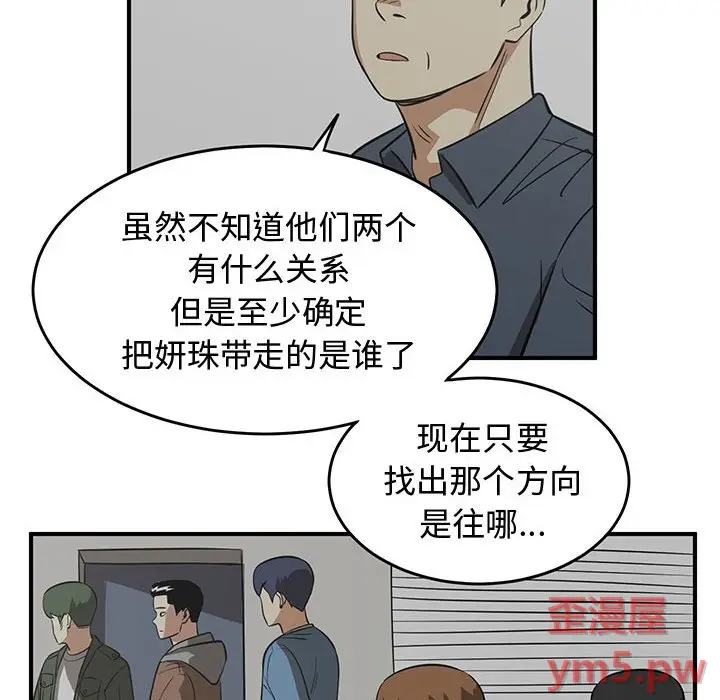 虽然不知道他们两个
有什么关系
但是至少确定
把妍珠带走的是谁了
现在只要
找出那个方向
是往哪...
歪漫屋
ym5.pw